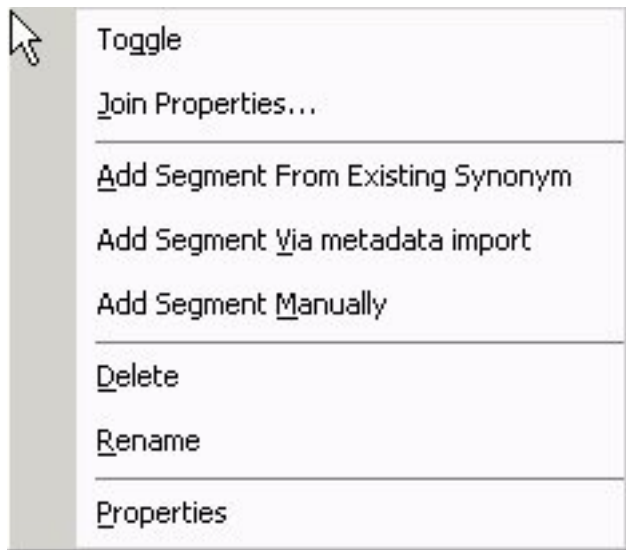 Toggle
Join Properties...
Add Segment From Existing Synonym
Add Segment Via metadata import
Add Segment Manually
Delete
Rename
Properties